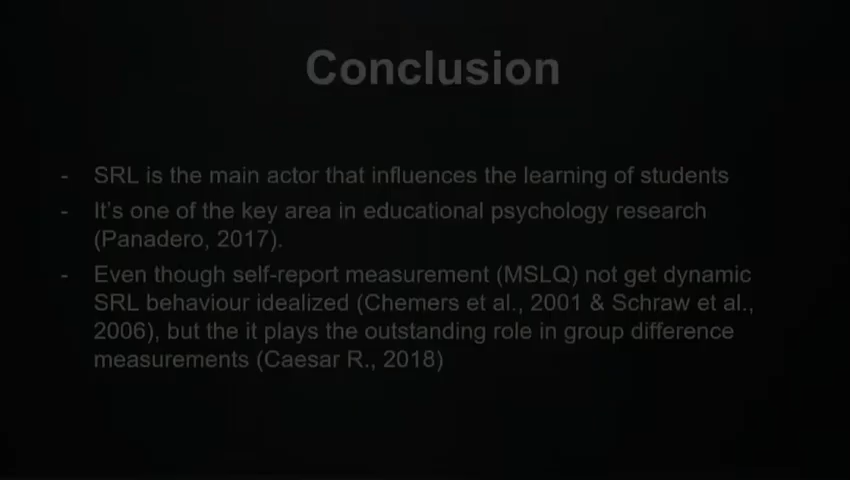 Conclusion
- SRL is the main actor that influences the learning of students
- It's one of the key area in educational psychology research
(Panadero, 2017).
- Even though self-report measurement (MSLQ) not get dynamic
SRL behaviour idealized (Chemers et al., 2001 & Schraw et al.,
2006), but the it plays the outstanding role in group difference
measurements (Caesar R., 2018)